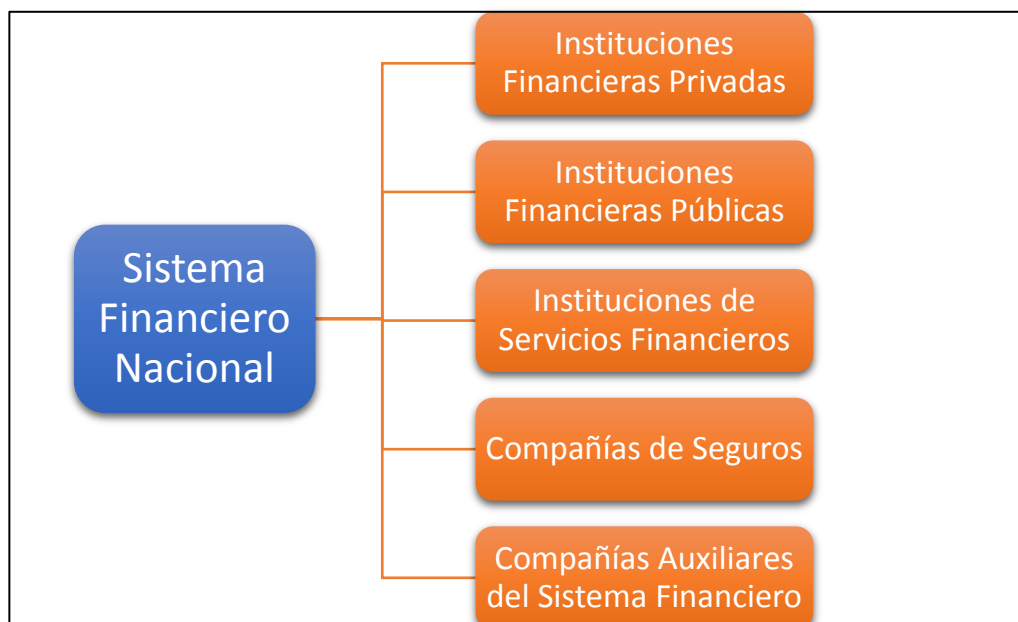 Sistema
Financiero
Nacional
Instituciones
Financieras Privadas
Instituciones
Financieras Públicas
Instituciones de
Servicios Financieros
Compañías de Seguros
Compañías Auxiliares
del Sistema Financiero